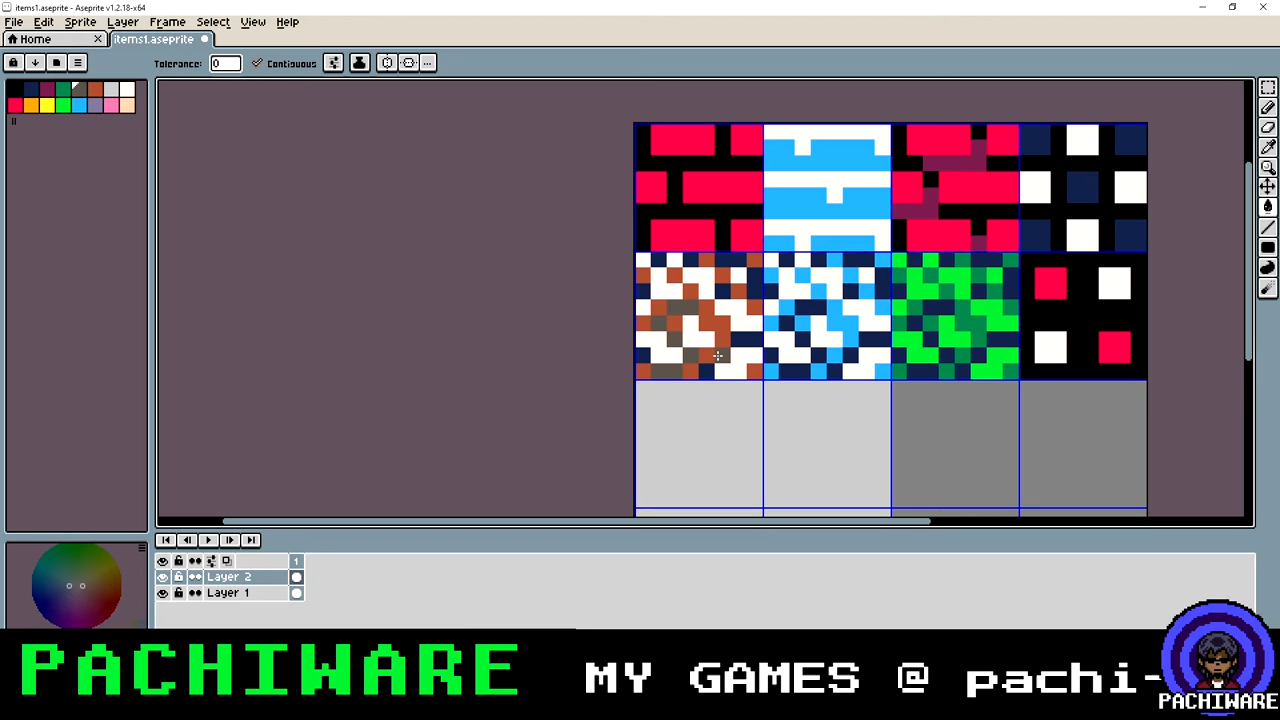 items1.aseprite - Aseprite v1.2.18-x64
File Edit Sprite Layer Frame Select View Help
Home items1.aseprite
Tolerance: 0 Contiguous
1
Layer 2
Layer 1
PACHIWARE MY GAMES @ pachi-
PACHIWARE